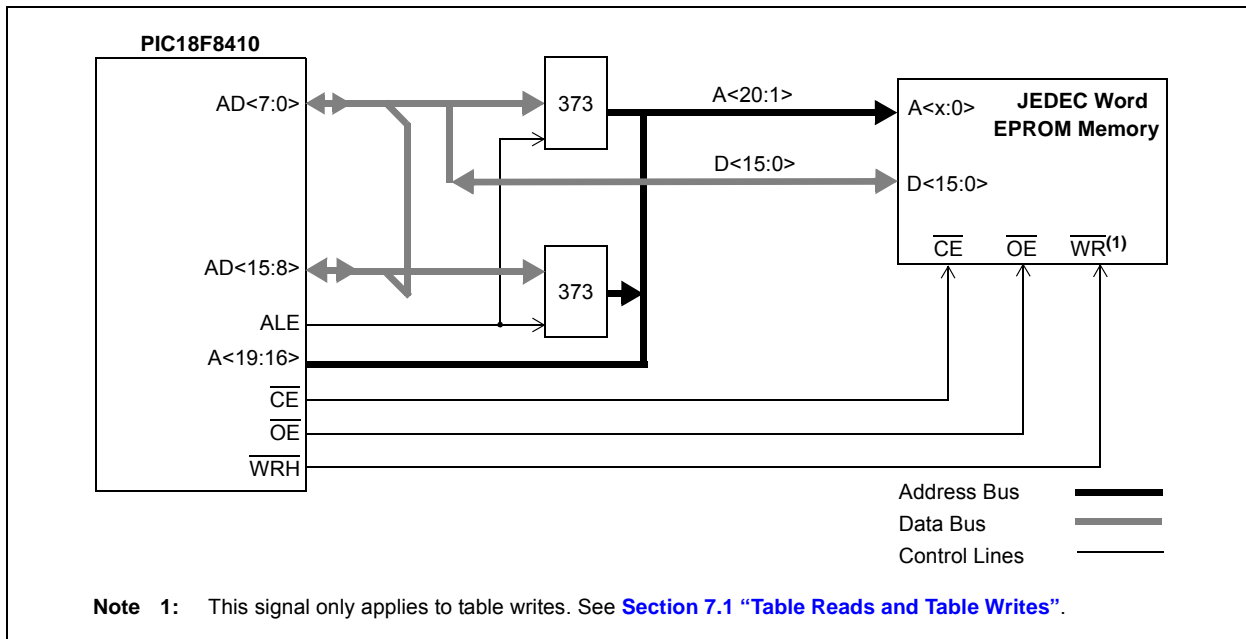 PIC18F8410
AD<7:0>
373
A<20:1>
A<x:0>
JEDEC Word
EPROM Memory
D<15:0>
D<15:0>
CE OE WR(1)
AD<15:8>
373
ALE
A<19:16>
CE
OE
WRH
Address Bus
Data Bus
Control Lines
Note 1: This signal only applies to table writes. See Section 7.1 “Table Reads and Table Writes”.